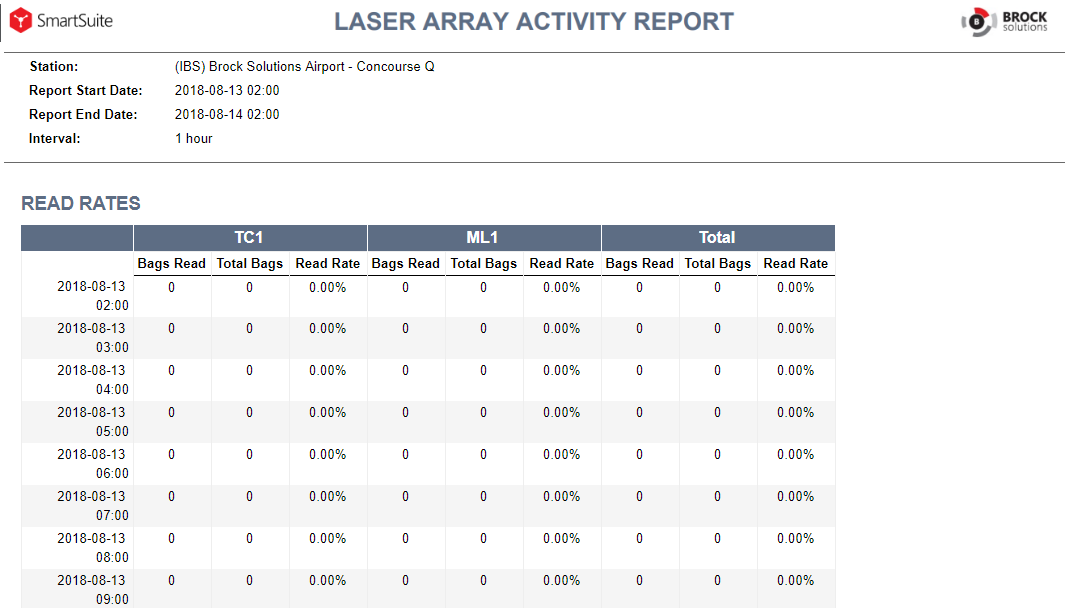 SmartSuite
LASER ARRAY ACTIVITY REPORT
B
BROCK
solutions
Station: (IBS) Brock Solutions Airport - Concourse Q
Report Start Date: 2018-08-13 02:00
Report End Date: 2018-08-14 02:00
Interval: 1 hour
READ RATES
TC1 ML1 Total
Bags Read Total Bags Read Rate Bags Read Total Bags Read Rate Bags Read Total Bags Read Rate
2018-08-13 0 0 0.00% 0 0 0.00% 0 0 0.00%
02:00
2018-08-13 0 0 0.00% 0 0 0.00% 0 0 0.00%
03:00
2018-08-13 0 0 0.00% 0 0 0.00% 0 0 0.00%
04:00
2018-08-13 0 0 0.00% 0 0 0.00% 0 0 0.00%
05:00
2018-08-13 0 0 0.00% 0 0 0.00% 0 0 0.00%
06:00
2018-08-13 0 0 0.00% 0 0 0.00% 0 0 0.00%
07:00
2018-08-13 0 0 0.00% 0 0 0.00% 0 0 0.00%
08:00
2018-08-13 0 0 0.00% 0 0 0.00% 0 0 0.00%
09:00